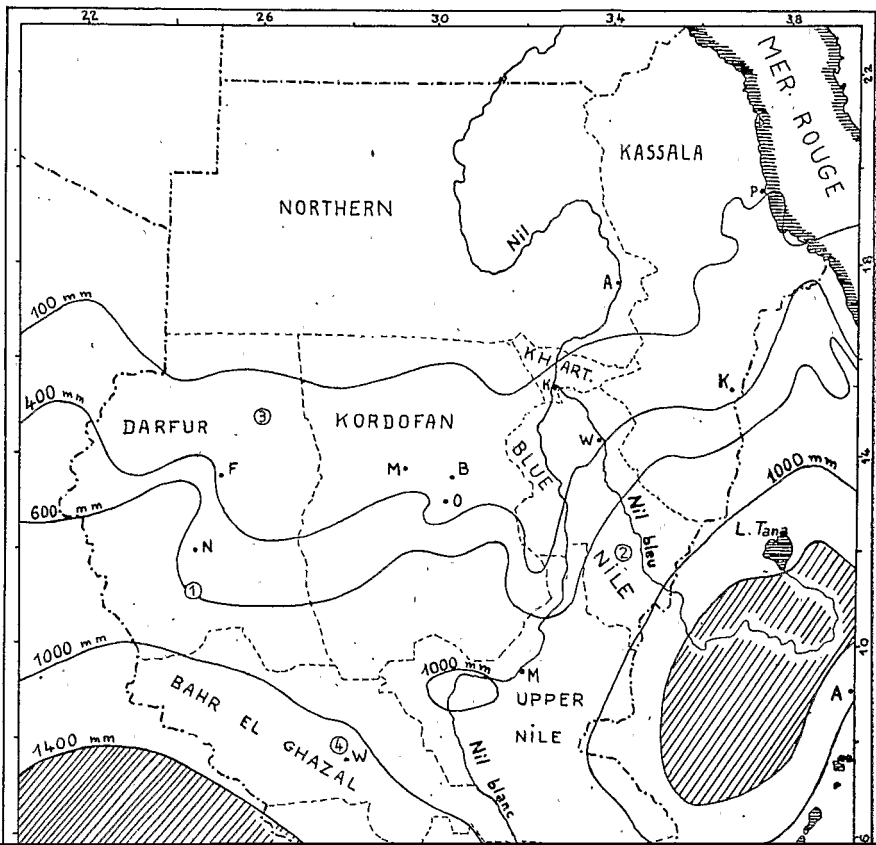 22 26 30 34 38
22
18
14
10
6
MER ROUGE
KASSALA
NORTHERN
Nil
P
A
100 mm
KHART.
K
K
400 mm
DARFUR
3
KORDOFAN
BLUE
W
F
M
B
O
1000 mm
600 mm
N
Nil bleu
L. Tana
2
NILE
1
1000 mm
1000 mm
M
BAHR EL GHAZAL
UPPER
NILE
A
4
W
1400 mm
Nil blanc